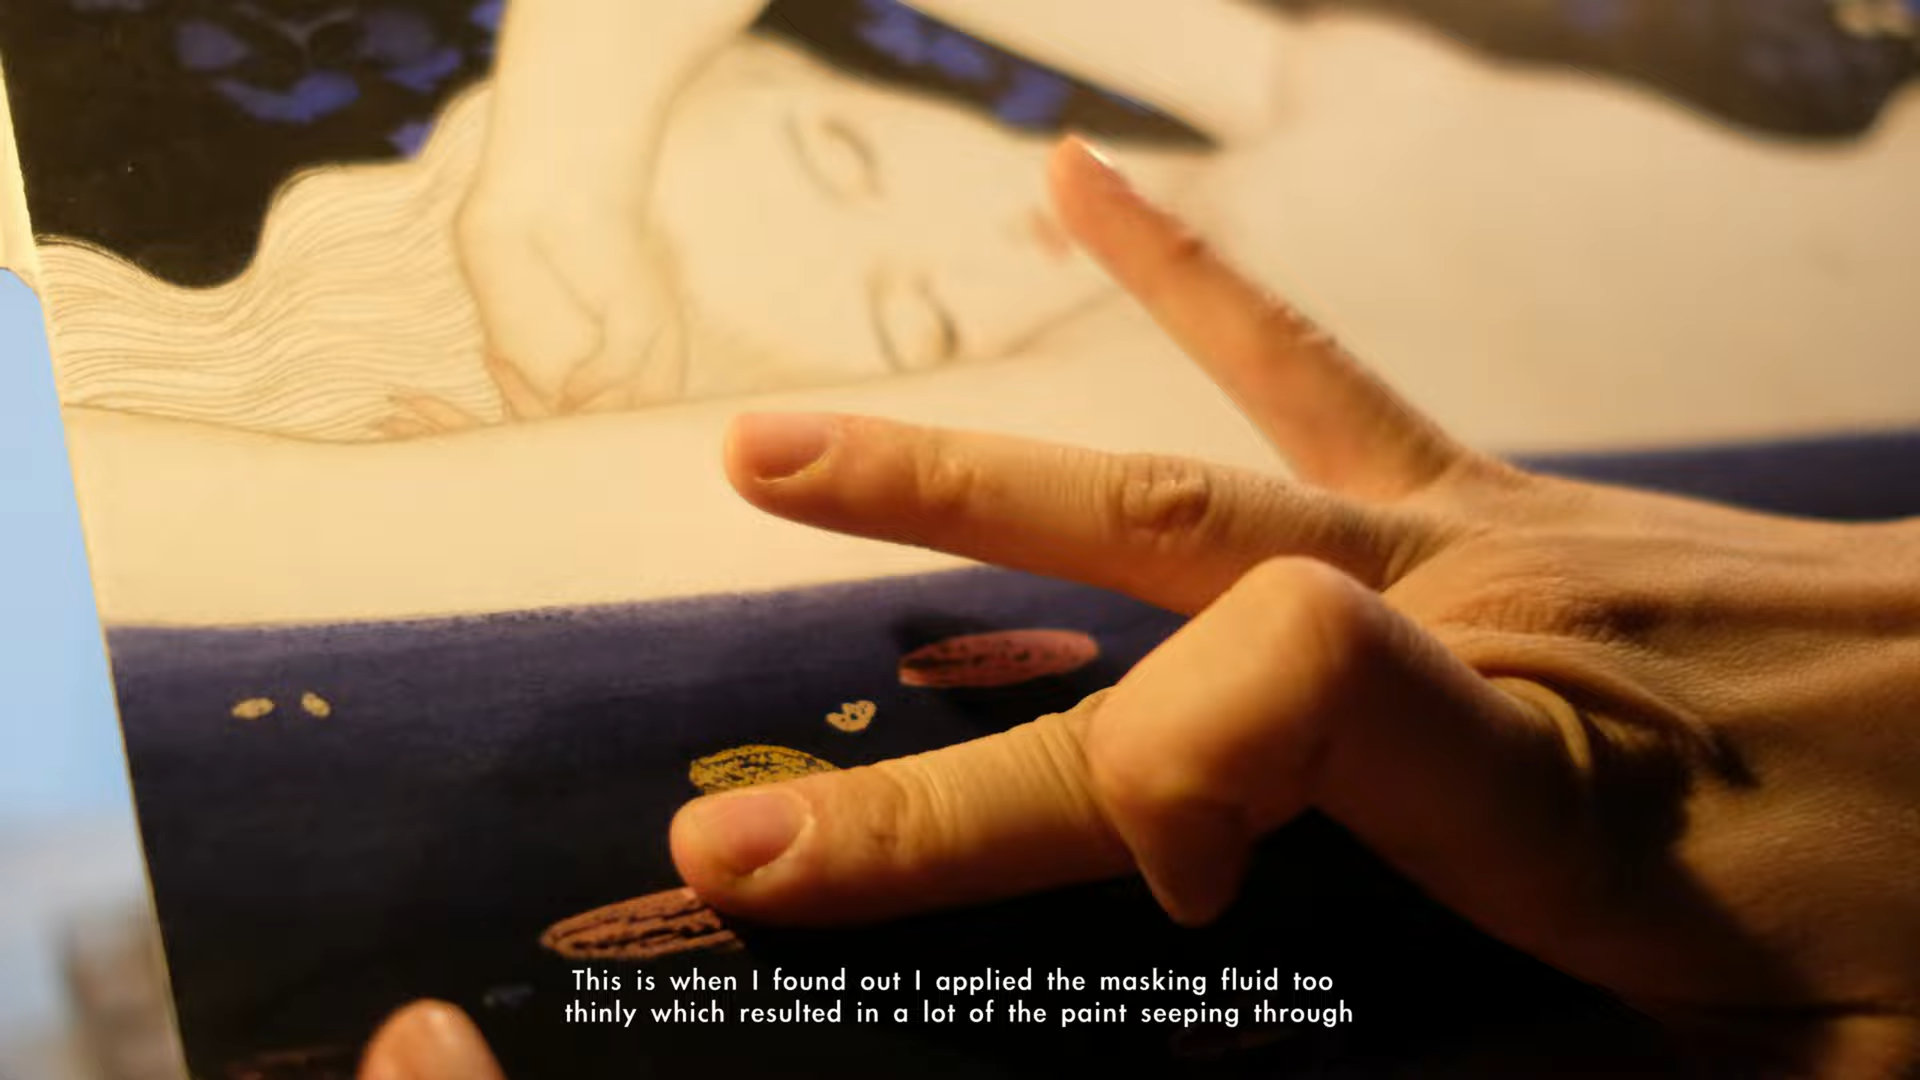 This is when I found out I applied the masking fluid too
thinly which resulted in a lot of the paint seeping through